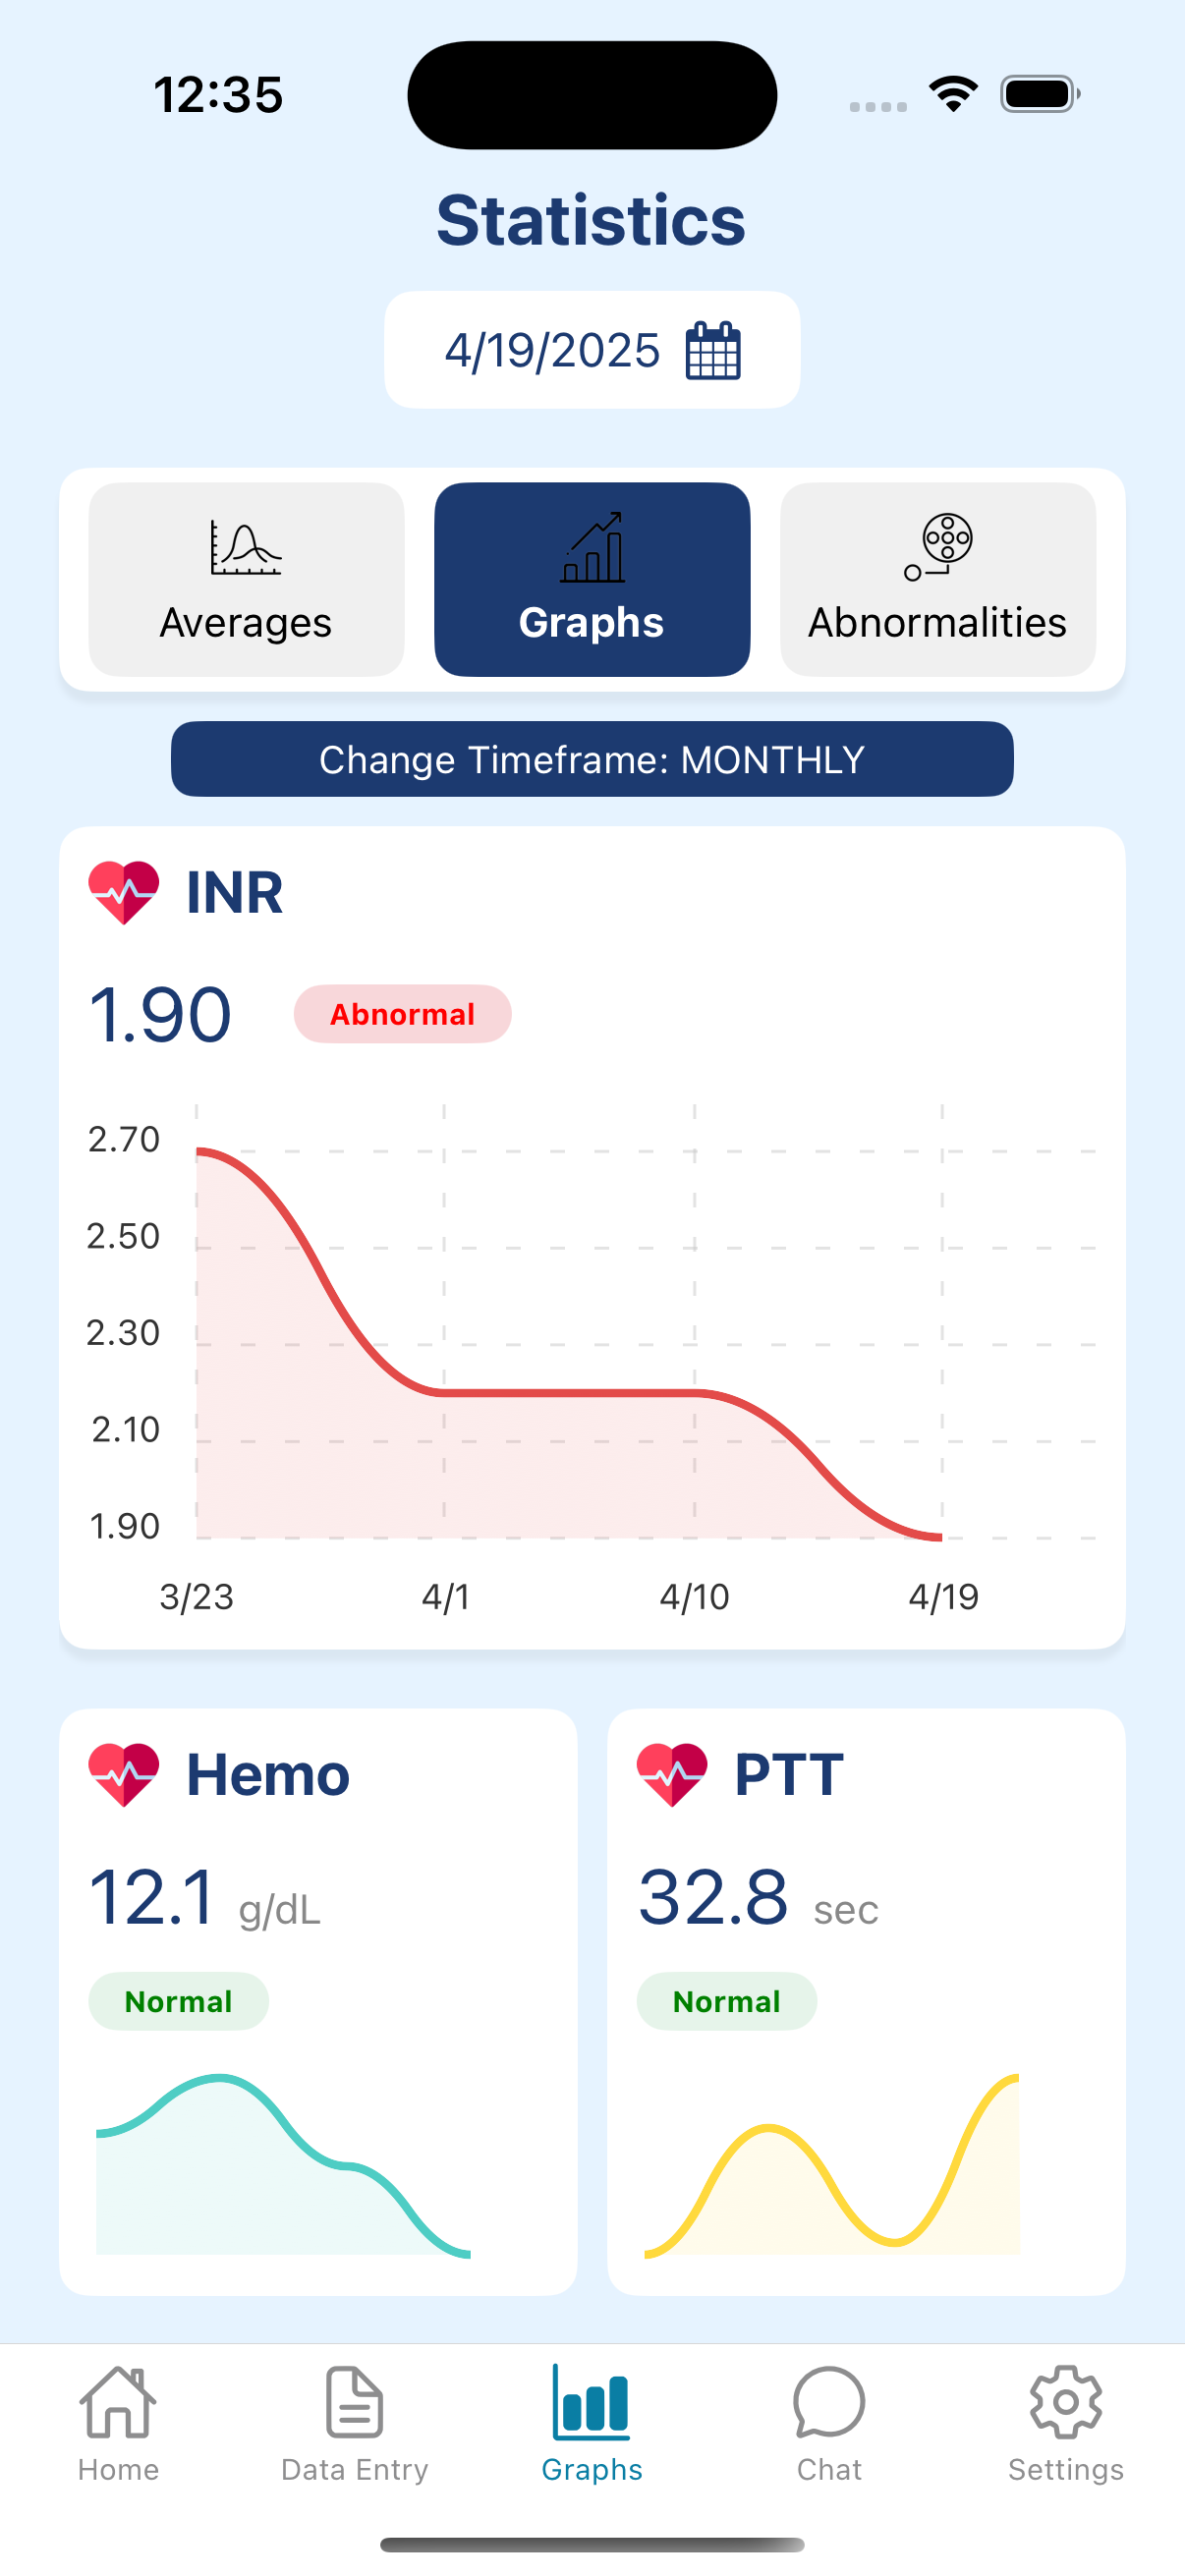 12:35
Statistics
4/19/2025
Averages
Graphs
Abnormalities
Change Timeframe: MONTHLY
INR
1.90
Abnormal
2.70
2.50
2.30
2.10
1.90
3/23
4/1
4/10
4/19
Hemo
12.1 g/dL
Normal
PTT
32.8 sec
Normal
Home
Data Entry
Graphs
Chat
Settings